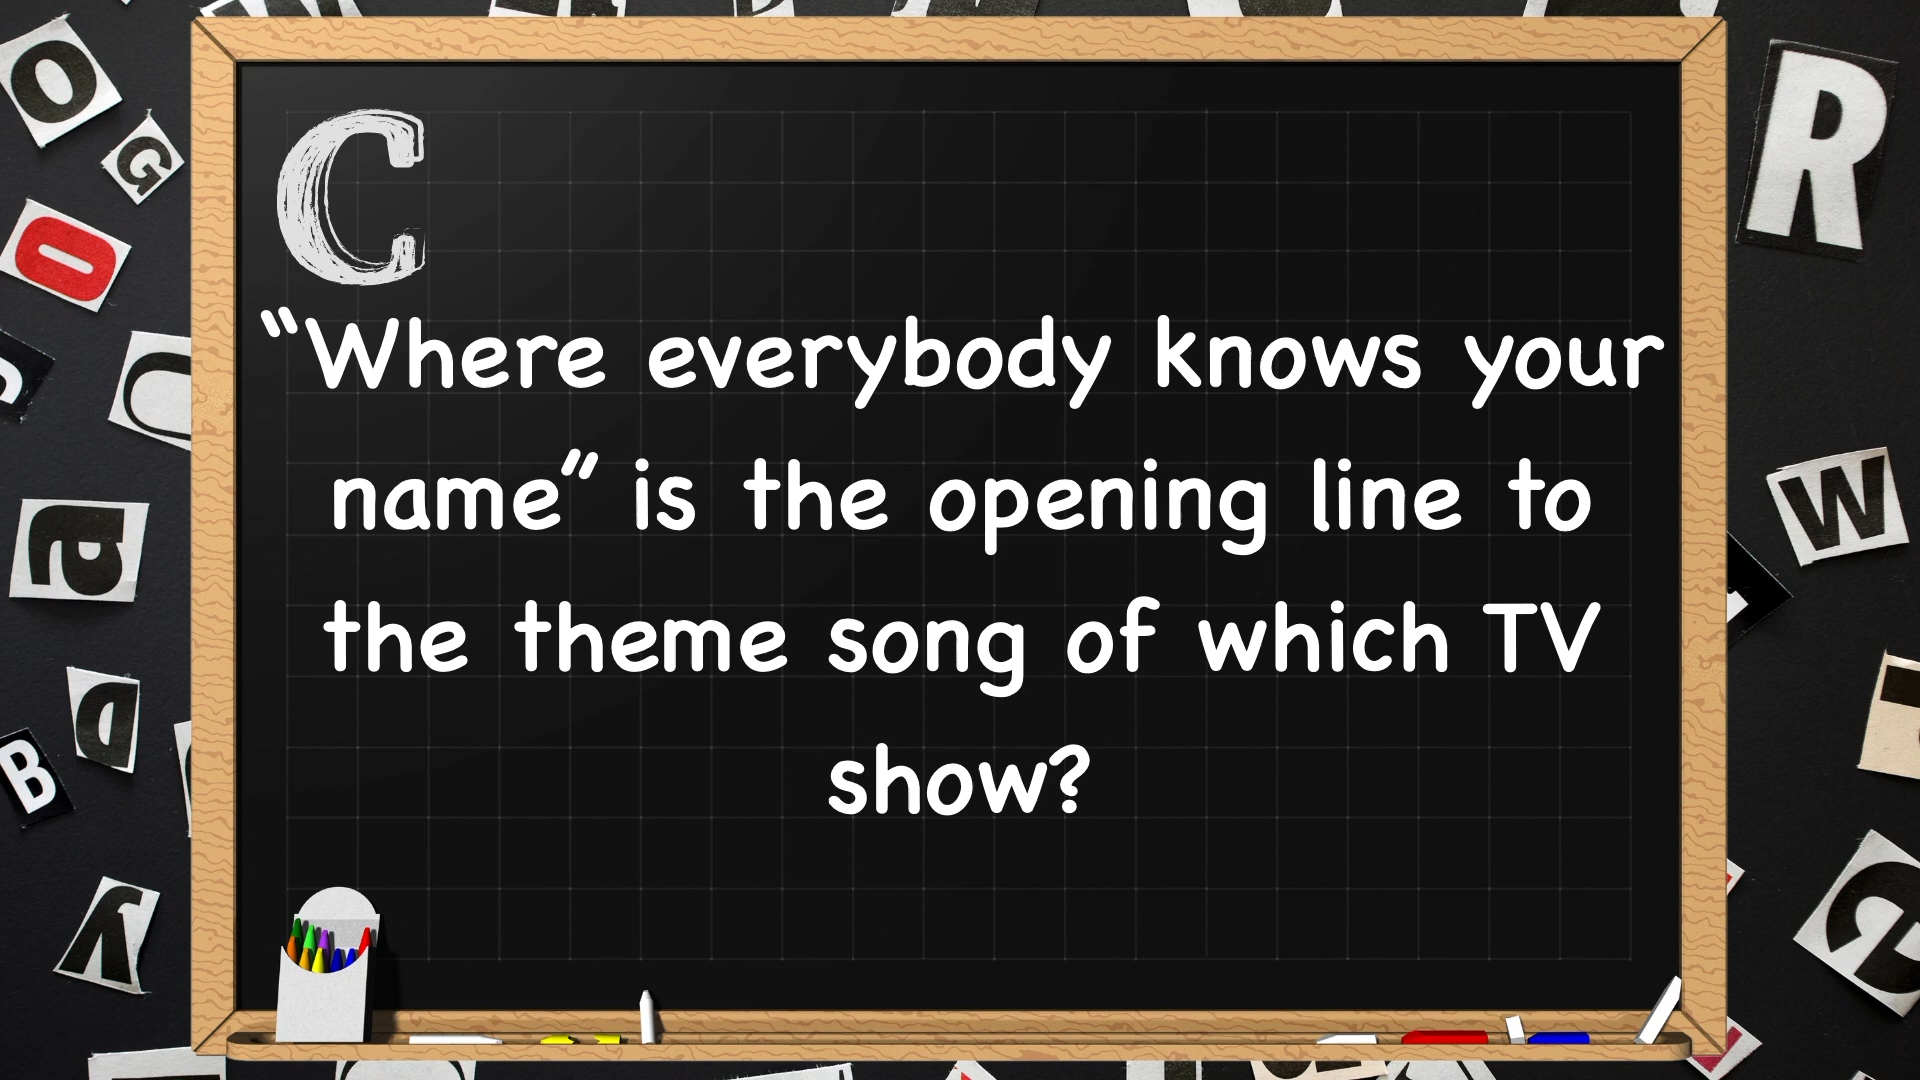 C
“Where everybody knows your
name” is the opening line to
the theme song of which TV
show?
O
G
O
a
B
R
W